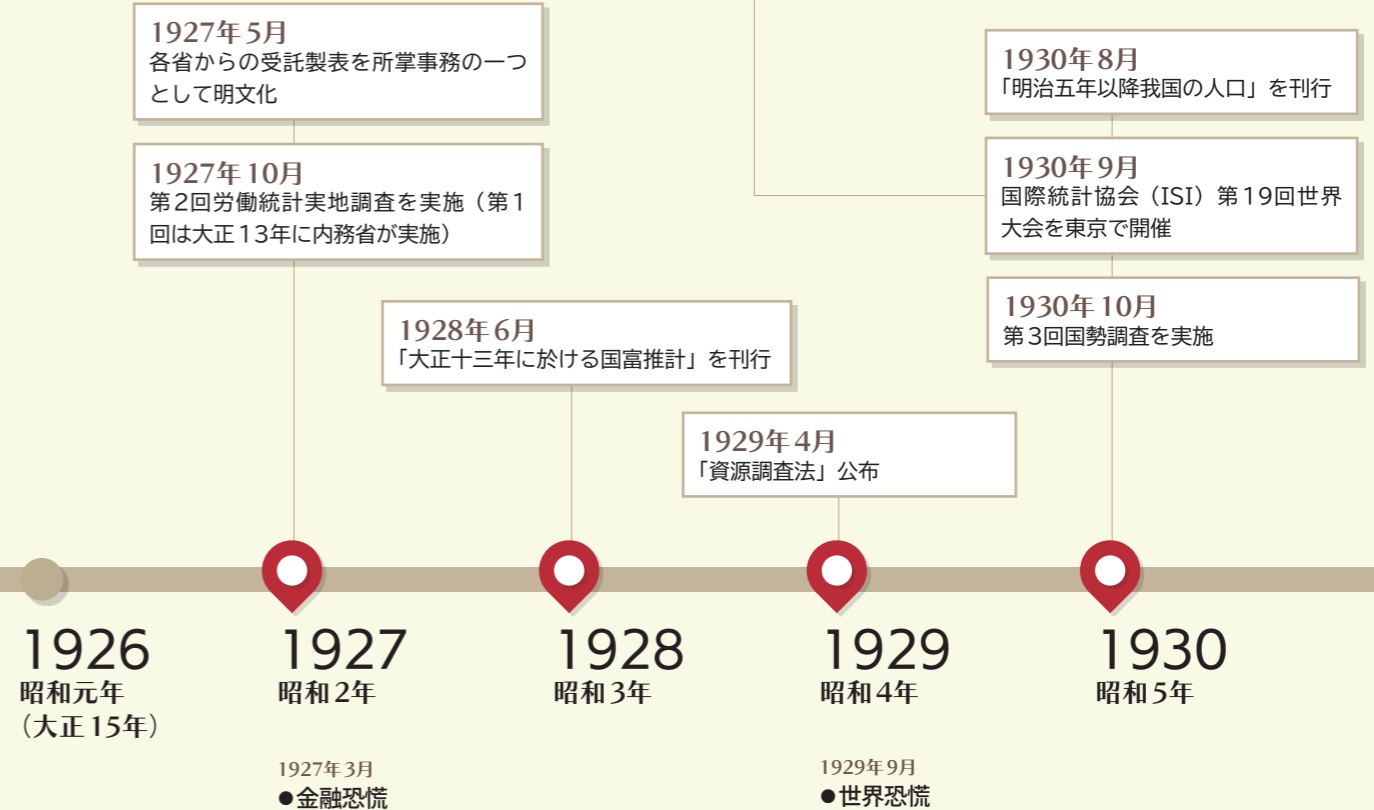 1927年5月
各省からの受託製表を所掌事務の一つ
として明文化
1927年10月
第2回労働統計実地調査を実施（第1
回は大正13年に内務省が実施）
1928年6月
「大正十三年に於ける国富推計」を刊行
1929年4月
「資源調査法」公布
1930年8月
「明治五年以降我国の人口」を刊行
1930年9月
国際統計協会（ISI）第19回世界
大会を東京で開催
1930年10月
第3回国勢調査を実施
1926
昭和元年
（大正15年）
1927
昭和2年
1928
昭和3年
1929
昭和4年
1930
昭和5年
1927年3月
●金融恐慌
1929年9月
●世界恐慌